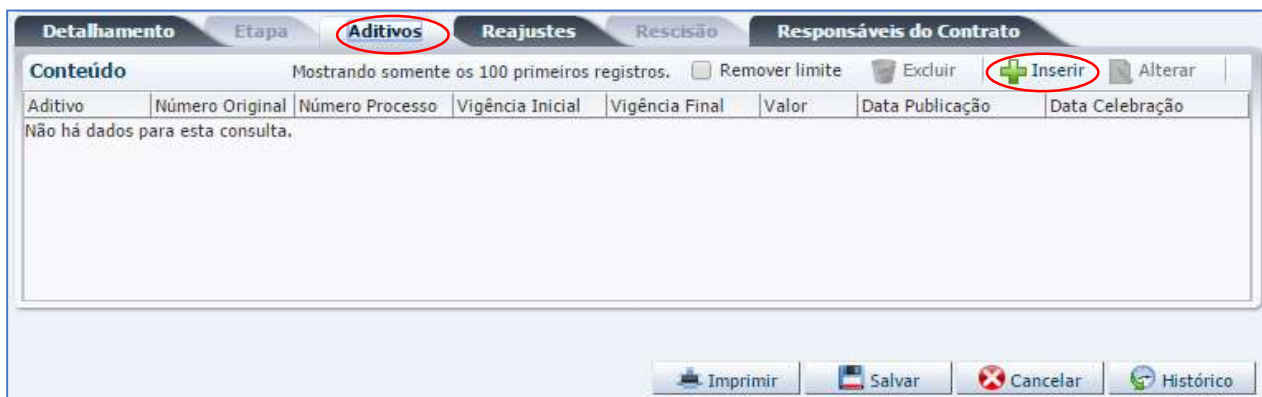 Detalhamento Etapa Aditivos Reajustes Rescisão Responsáveis do Contrato
Conteúdo Mostrando somente os 100 primeiros registros. Remover limite Excluir Inserir Alterar
Aditivo Número Original Número Processo Vigência Inicial Vigência Final Valor Data Publicação Data Celebração
Não há dados para esta consulta.
Imprimir Salvar Cancelar Histórico